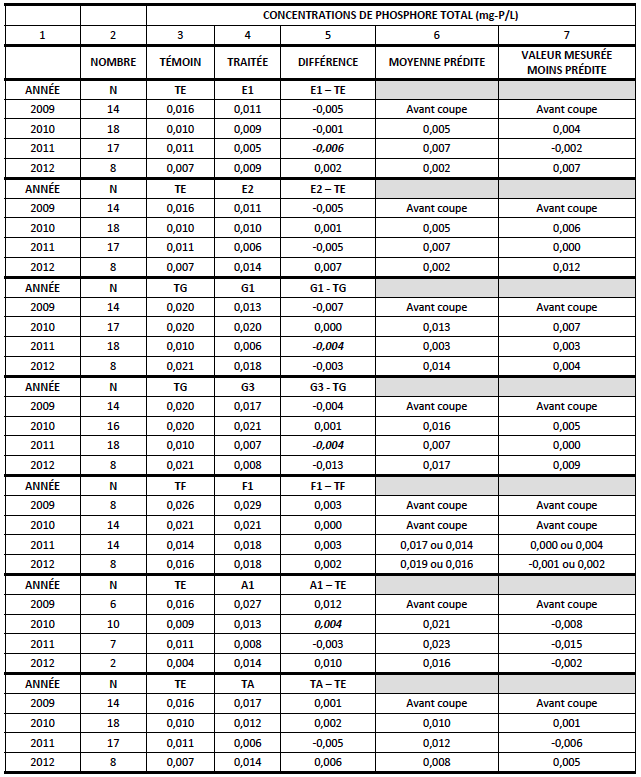 CONCENTRATIONS DE PHOSPHORE TOTAL (mg-P/L)
1 2 3 4 5 6 7
NOMBRE TÉMOIN TRAITÉE DIFFÉRENCE MOYENNE PRÉDITE VALEUR MESURÉE MOINS PRÉDITE
ANNÉE N TE E1 E1 – TE
2009 14 0,016 0,011 -0,005 Avant coupe Avant coupe
2010 18 0,010 0,009 -0,001 0,005 0,004
2011 17 0,011 0,005 -0,006 0,007 -0,002
2012 8 0,007 0,009 0,002 0,002 0,007
ANNÉE N TE E2 E2 – TE
2009 14 0,016 0,011 -0,005 Avant coupe Avant coupe
2010 18 0,010 0,010 0,001 0,005 0,006
2011 17 0,011 0,006 -0,005 0,007 0,000
2012 8 0,007 0,014 0,007 0,002 0,012
ANNÉE N TG G1 G1 - TG
2009 14 0,020 0,013 -0,007 Avant coupe Avant coupe
2010 17 0,020 0,020 0,000 0,013 0,007
2011 18 0,010 0,006 -0,004 0,003 0,003
2012 8 0,021 0,018 -0,003 0,014 0,004
ANNÉE N TG G3 G3 - TG
2009 14 0,020 0,017 -0,004 Avant coupe Avant coupe
2010 16 0,020 0,021 0,001 0,016 0,005
2011 18 0,010 0,007 -0,004 0,007 0,000
2012 8 0,021 0,008 -0,013 0,017 0,009
ANNÉE N TF F1 F1 – TF
2009 8 0,026 0,029 0,003 Avant coupe Avant coupe
2010 14 0,021 0,021 0,000 Avant coupe Avant coupe
2011 14 0,014 0,018 0,003 0,017 ou 0,014 0,000 ou 0,004
2012 8 0,016 0,018 0,002 0,019 ou 0,016 -0,001 ou 0,002
ANNÉE N TE A1 A1 – TE
2009 6 0,016 0,027 0,012 Avant coupe Avant coupe
2010 10 0,009 0,013 0,004 0,021 -0,008
2011 7 0,011 0,008 -0,003 0,023 -0,015
2012 2 0,004 0,014 0,010 0,016 -0,002
ANNÉE N TE TA TA – TE
2009 14 0,016 0,017 0,001 Avant coupe Avant coupe
2010 18 0,010 0,012 0,002 0,010 0,001
2011 17 0,011 0,006 -0,005 0,012 -0,006
2012 8 0,007 0,014 0,006 0,008 0,005